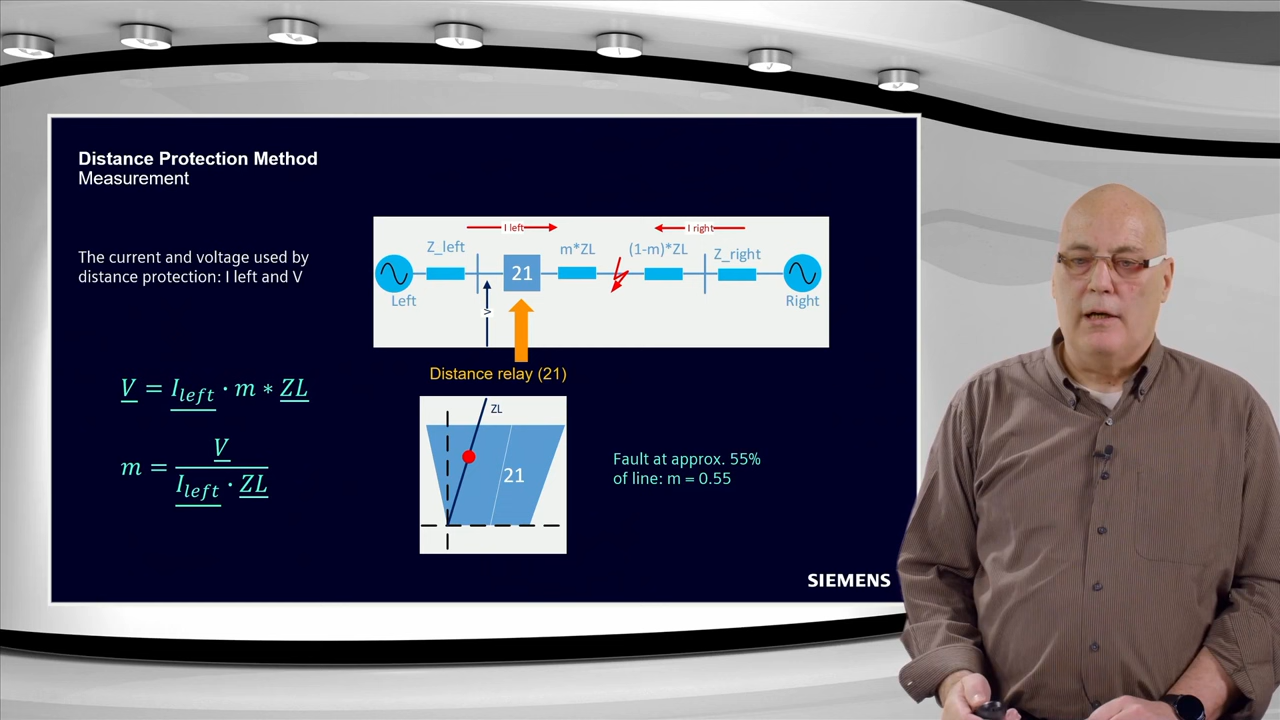 Distance Protection Method
Measurement
The current and voltage used by
distance protection: I left and V
I left
I right
Z_left
m*ZL
(1-m)*ZL
Z_right
21
Left
V
Right
Distance relay (21)
V = I_left · m * ZL
m = V / (I_left · ZL)
ZL
21
Fault at approx. 55%
of line: m = 0.55
SIEMENS